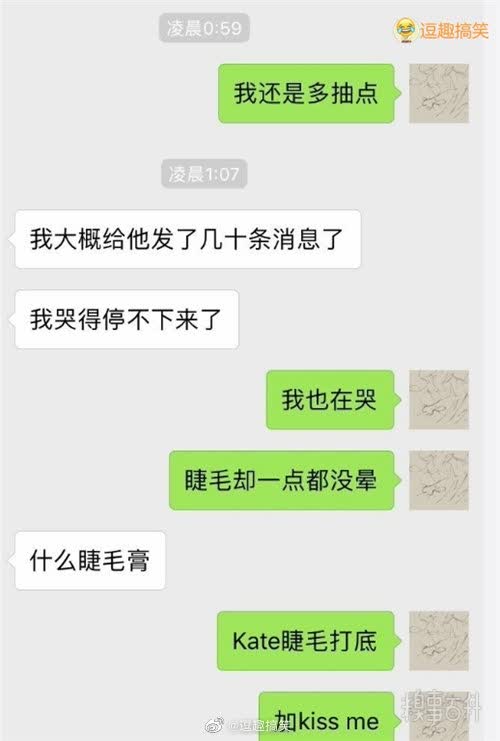 凌晨0:59
逗趣搞笑
我还是多抽点
凌晨1:07
我大概给他发了几十条消息了
我哭得停不下来了
我也在哭
睫毛却一点都没晕
什么睫毛膏
Kate睫毛打底
加kiss me
糗事百科
@逗趣搞笑